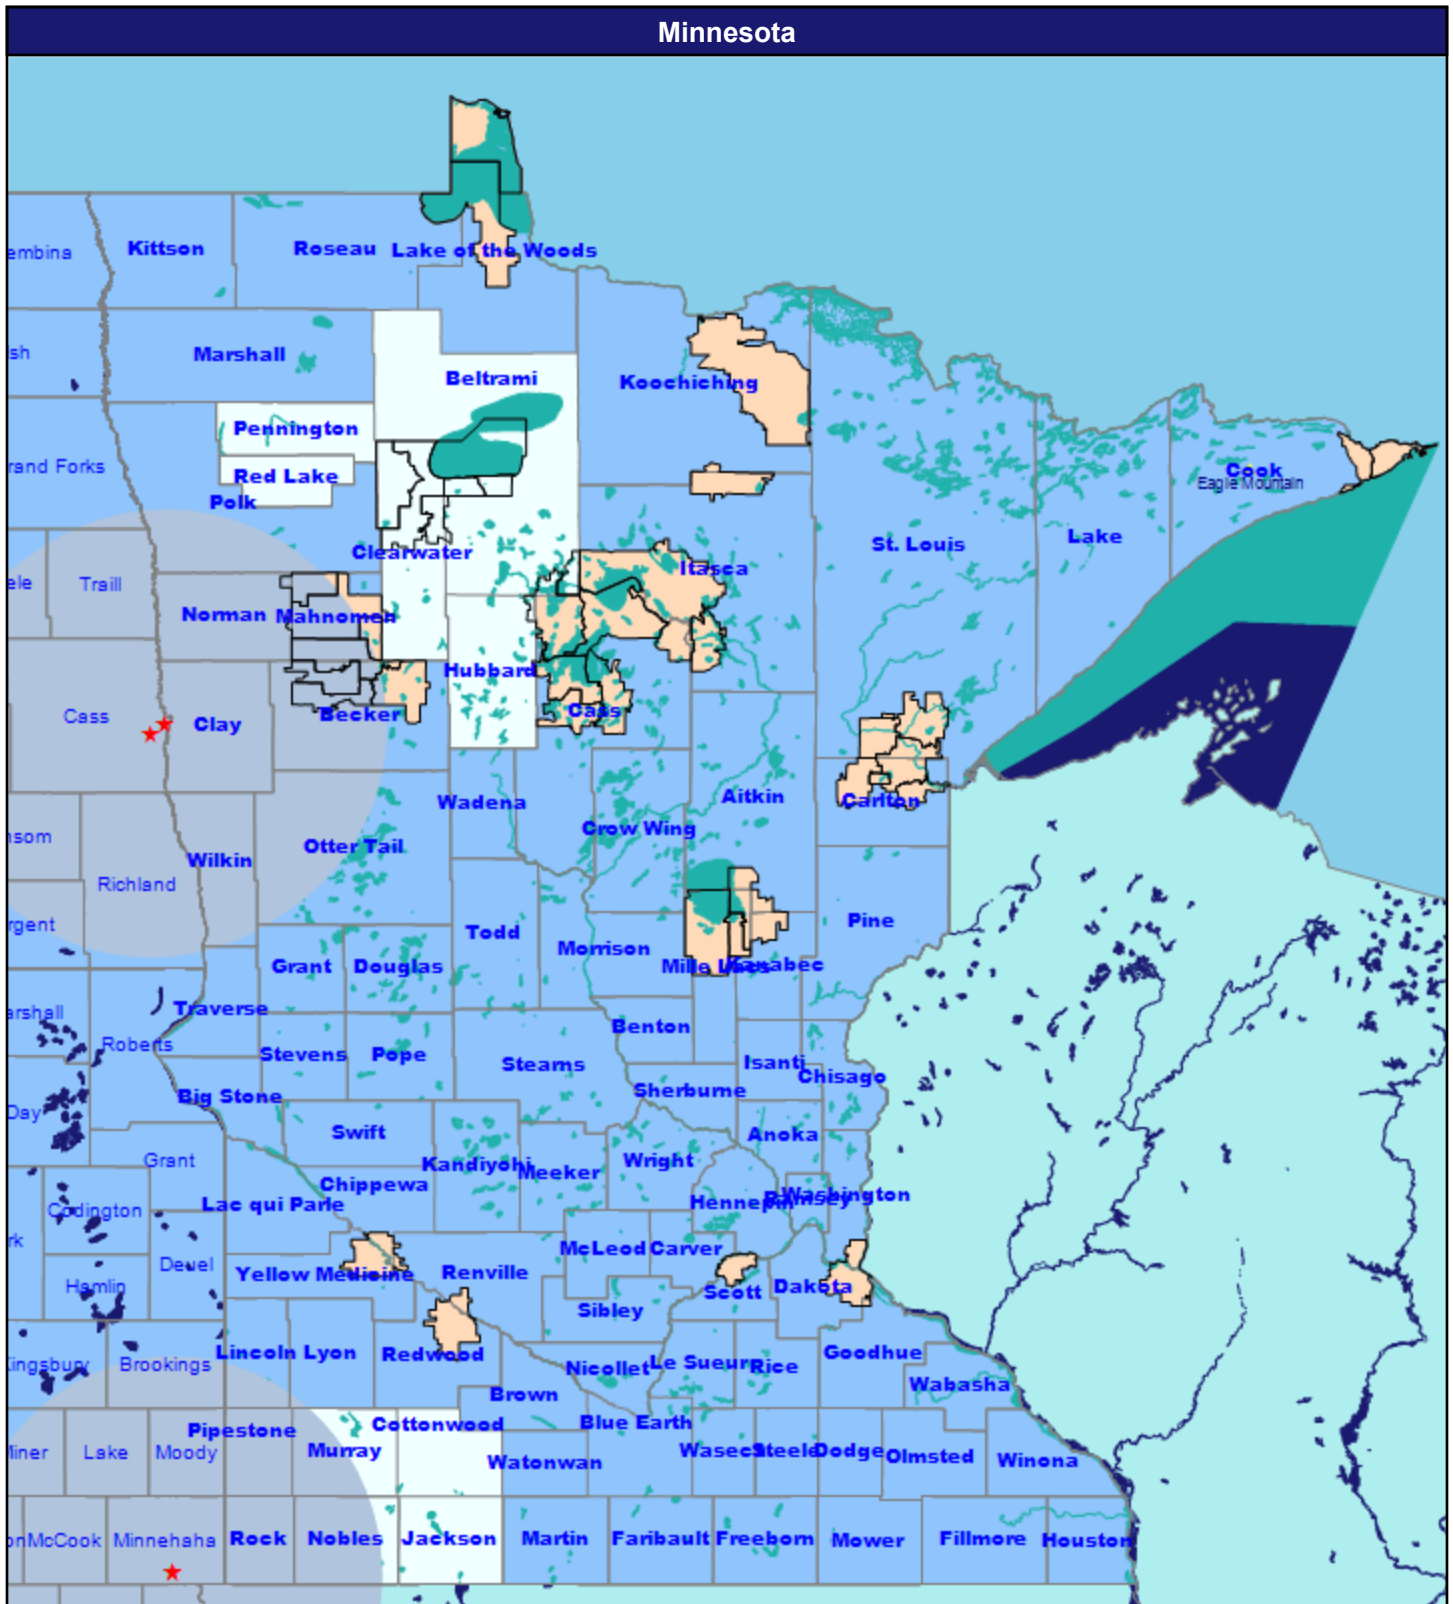 Minnesota
embina
Kittson
Roseau
Lake of the Woods
sh
Marshall
Beltrami
Koochiching
Pennington
rand Forks
Red Lake
Polk
Cook
Eagle Mountain
Clearwater
St. Louis
Lake
Itasca
ele
Traill
Norman
Mahnomen
Hubbard
Cass
Becker
Cass
Clay
Wadena
Aitkin
Carlton
Crow Wing
nsom
Otter Tail
Wilkin
Richland
rgent
Todd
Morrison
Pine
Grant
Douglas
Mille Lacs
Kanabec
arshall
Traverse
Roberts
Benton
Stevens
Pope
Stearns
Isanti
Chisago
Big Stone
Sherburne
Day
Swift
Anoka
Grant
Kandiyohi
Meeker
Wright
Chippewa
Codington
Lac qui Parle
Hennepin
Ramsey
Washington
rk
McLeod
Carver
Deuel
Hamlin
Yellow Medicine
Renville
Scott
Dakota
Sibley
Kingsbury
Brookings
Lincoln
Lyon
Redwood
Nicollet
Le Sueur
Rice
Goodhue
Wabasha
Brown
Pipestone
Cottonwood
Blue Earth
Miner
Lake
Moody
Murray
Watonwan
Waseca
Steele
Dodge
Olmsted
Winona
on
McCook
Minnehaha
Rock
Nobles
Jackson
Martin
Faribault
Freeborn
Mower
Fillmore
Houston